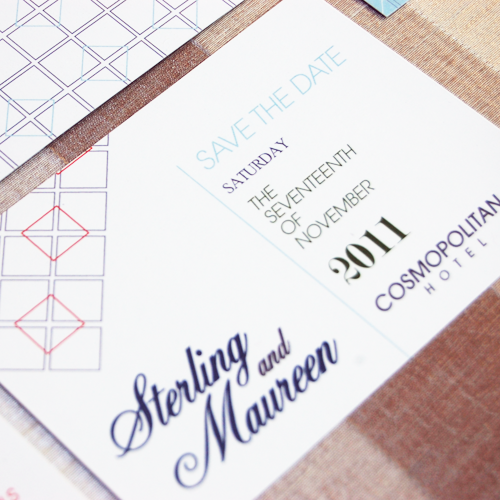 SAVE THE DATE
SATURDAY
THE
SEVENTEENTH
OF
NOVEMBER
2011
COSMOPOLITAN
HOTEL
Sterling and
Maureen